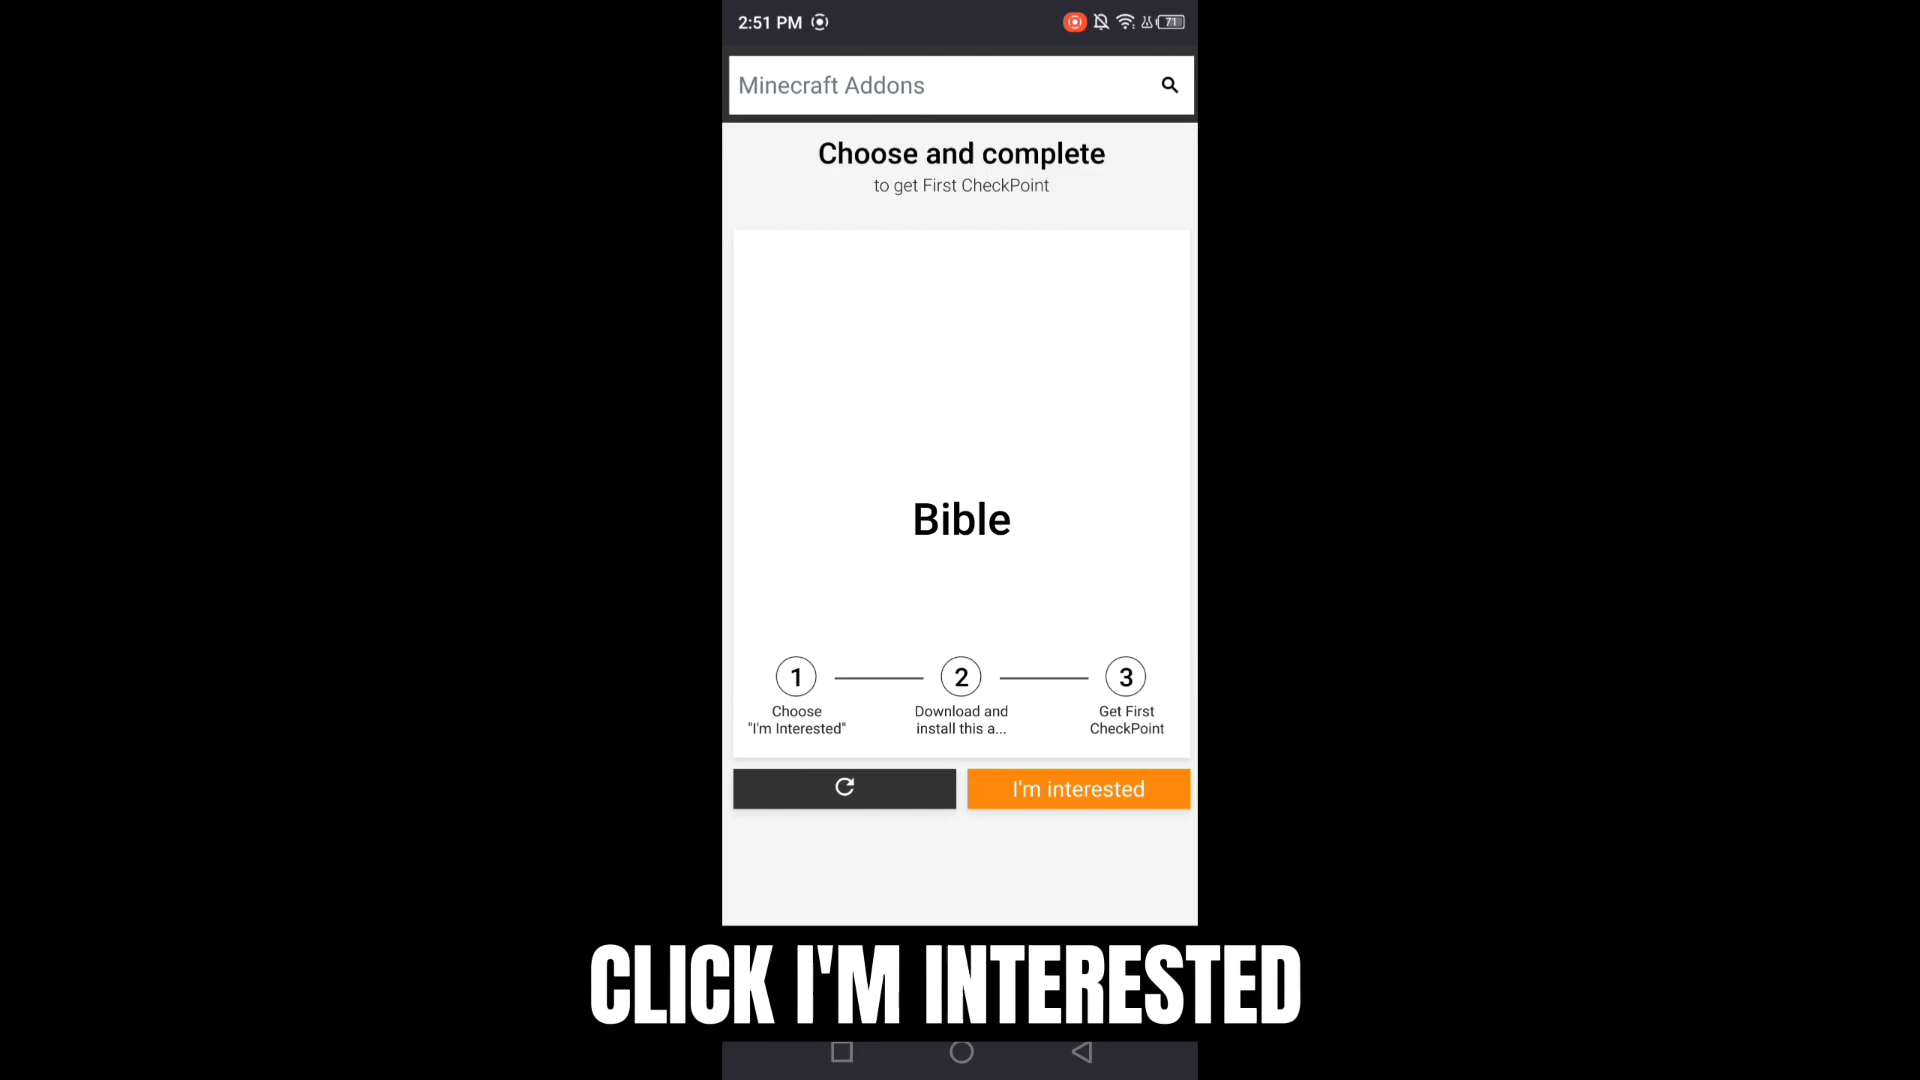 2:51 PM
71
Minecraft Addons
Choose and complete
to get First CheckPoint
Bible
1
2
3
Choose
"I'm Interested"
Download and
install this a...
Get First
CheckPoint
I'm interested
CLICK I'M INTERESTED